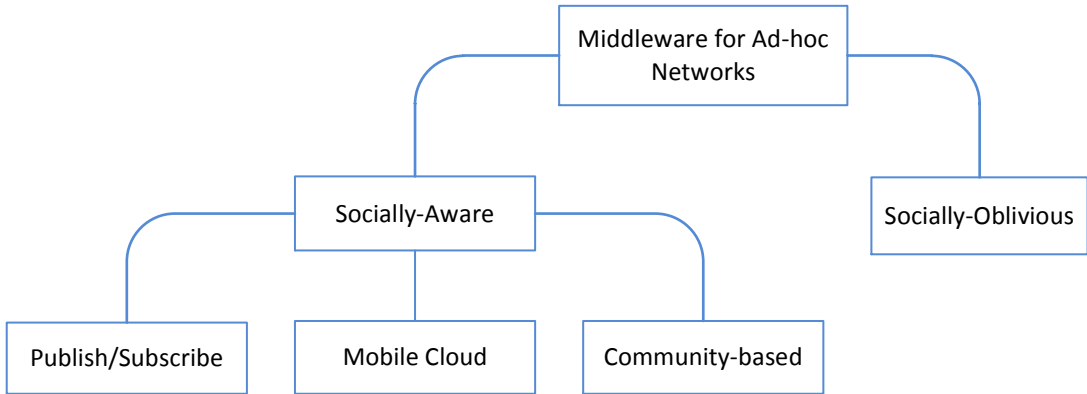 Middleware for Ad-hoc
Networks
Socially-Aware
Socially-Oblivious
Publish/Subscribe
Mobile Cloud
Community-based